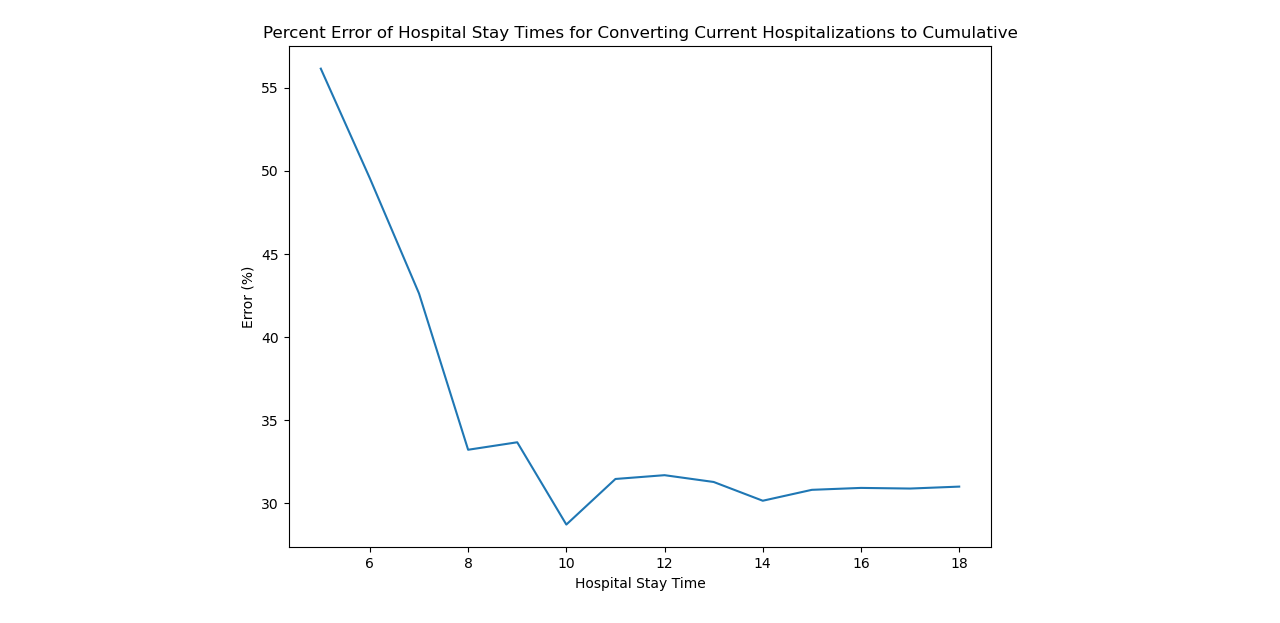 Percent Error of Hospital Stay Times for Converting Current Hospitalizations to Cumulative
55
50
45
40
35
30
Error (%)
6 8 10 12 14 16 18
Hospital Stay Time